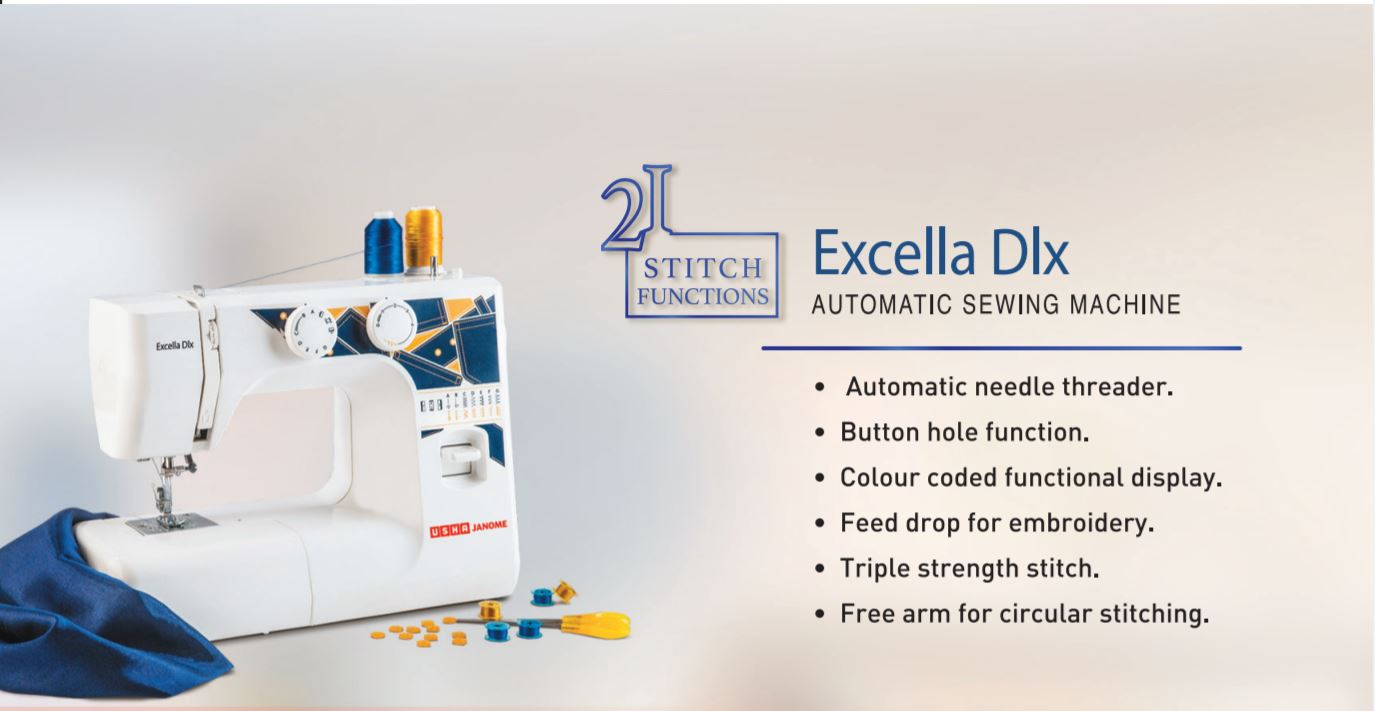 21
STITCH
FUNCTIONS
Excella Dlx
AUTOMATIC SEWING MACHINE
• Automatic needle threader.
• Button hole function.
• Colour coded functional display.
• Feed drop for embroidery.
• Triple strength stitch.
• Free arm for circular stitching.
Excella Dlx
USHA JANOME